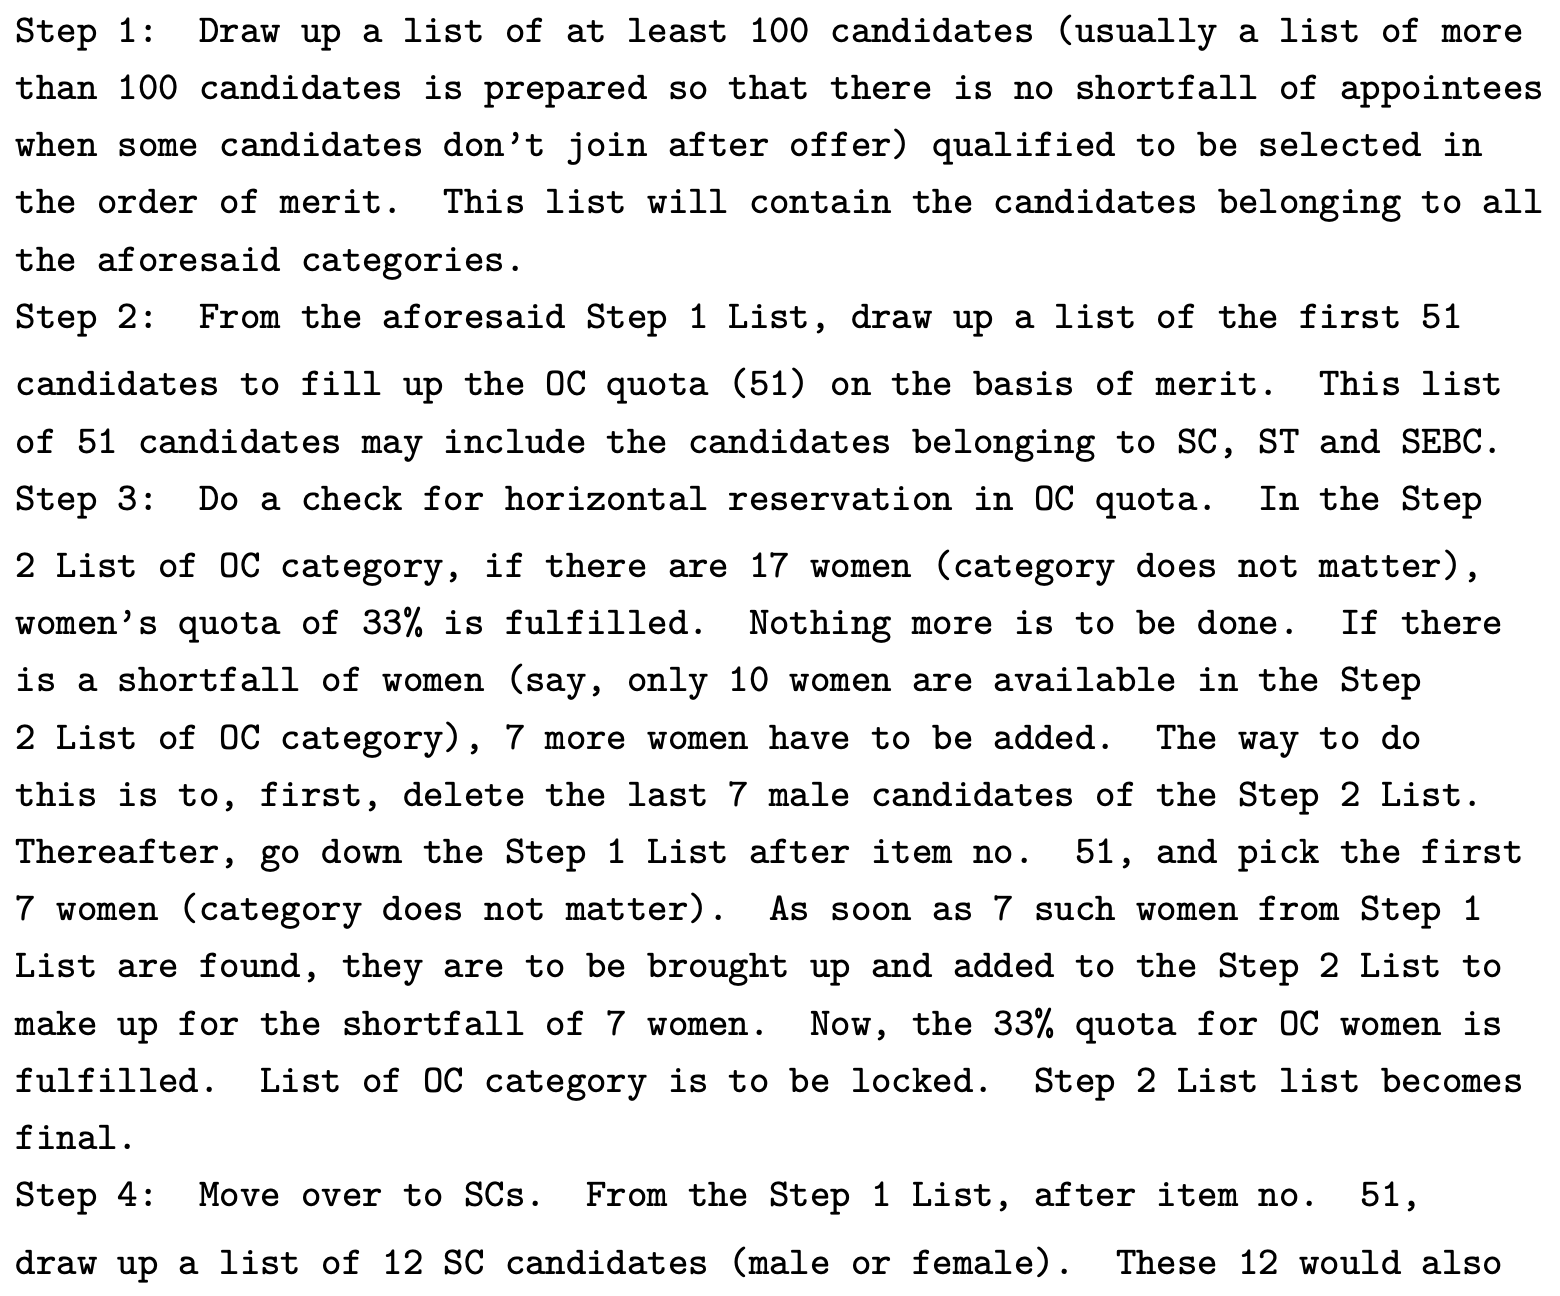 Step 1: Draw up a list of at least 100 candidates (usually a list of more
than 100 candidates is prepared so that there is no shortfall of appointees
when some candidates don't join after offer) qualified to be selected in
the order of merit. This list will contain the candidates belonging to all
the aforesaid categories.
Step 2: From the aforesaid Step 1 List, draw up a list of the first 51
candidates to fill up the OC quota (51) on the basis of merit. This list
of 51 candidates may include the candidates belonging to SC, ST and SEBC.
Step 3: Do a check for horizontal reservation in OC quota. In the Step
2 List of OC category, if there are 17 women (category does not matter),
women's quota of 33% is fulfilled. Nothing more is to be done. If there
is a shortfall of women (say, only 10 women are available in the Step
2 List of OC category), 7 more women have to be added. The way to do
this is to, first, delete the last 7 male candidates of the Step 2 List.
Thereafter, go down the Step 1 List after item no. 51, and pick the first
7 women (category does not matter). As soon as 7 such women from Step 1
List are found, they are to be brought up and added to the Step 2 List to
make up for the shortfall of 7 women. Now, the 33% quota for OC women is
fulfilled. List of OC category is to be locked. Step 2 List list becomes
final.
Step 4: Move over to SCs. From the Step 1 List, after item no. 51,
draw up a list of 12 SC candidates (male or female). These 12 would also